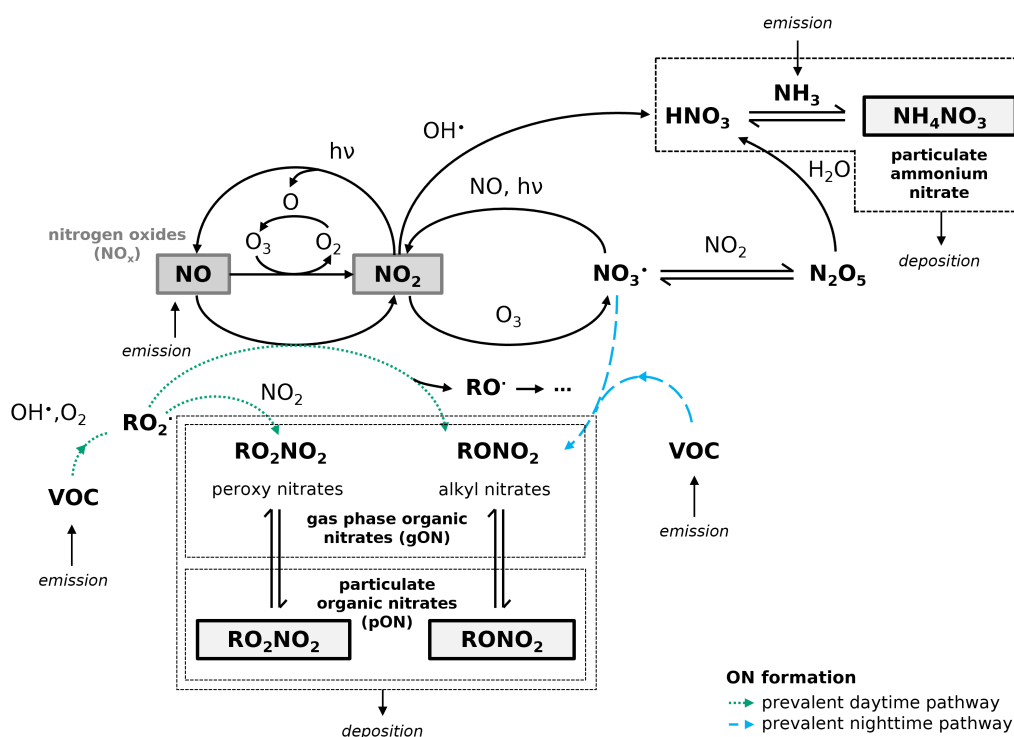 emission
NH₃
HNO₃
NH₄NO₃
OH•
hν
NO, hν
H₂O
particulate
ammonium
nitrate
O
nitrogen oxides
(NOₓ)
O₃
O₂
NO₂
deposition
NO
NO₂
NO₃•
N₂O₅
O₃
emission
RO• → ...
NO₂
OH•,O₂
RO₂•
RO₂NO₂
RONO₂
VOC
peroxy nitrates
alkyl nitrates
VOC
gas phase organic
nitrates (gON)
emission
emission
particulate
organic nitrates
(pON)
RO₂NO₂
RONO₂
ON formation
prevalent daytime pathway
prevalent nighttime pathway
deposition